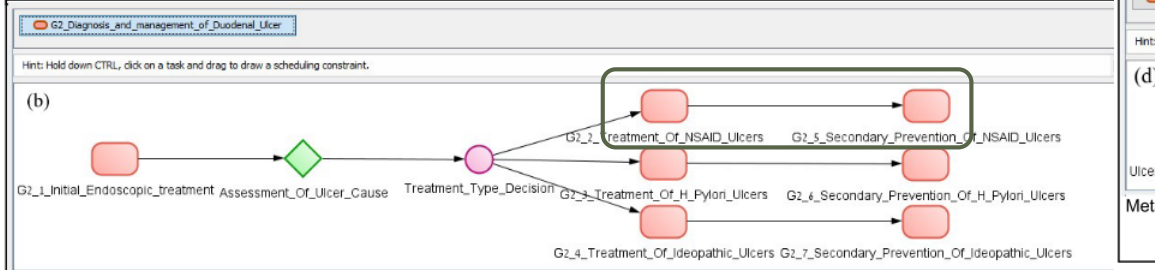 G2_Diagnosis_and_management_of_Duodenal_Ulcer
Hint: Hold down CTRL, click on a task and drag to draw a scheduling constraint.
(b)
G2_2_Treatment_Of_NSAID_Ulcers
G2_5_Secondary_Prevention_Of_NSAID_Ulcers
G2_1_Initial_Endoscopic_treatment
Assessment_Of_Ulcer_Cause
Treatment_Type_Decision
G2_3_Treatment_Of_H_Pylori_Ulcers
G2_6_Secondary_Prevention_Of_H_Pylori_Ulcers
G2_4_Treatment_Of_Ideopathic_Ulcers
G2_7_Secondary_Prevention_Of_Ideopathic_Ulcers
Hint:
(d)
Ulcer
Met